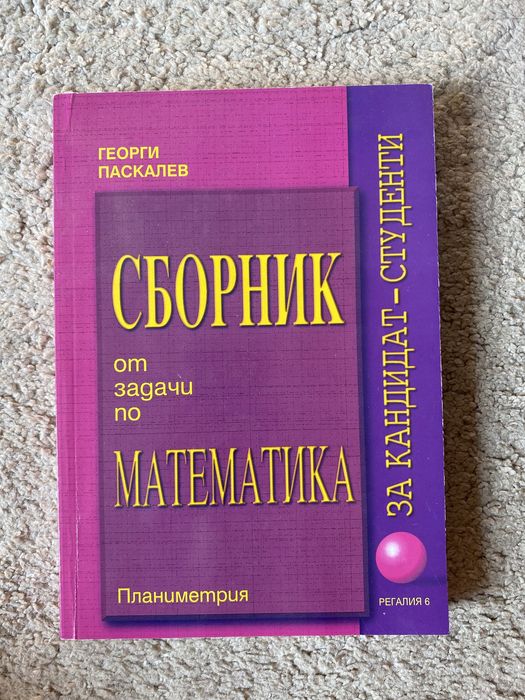 ГЕОРГИ
ПАСКАЛЕВ
СБОРНИК
от
задачи
по
МАТЕМАТИКА
Планиметрия
ЗА КАНДИДАТ-СТУДЕНТИ
РЕГАЛИЯ 6